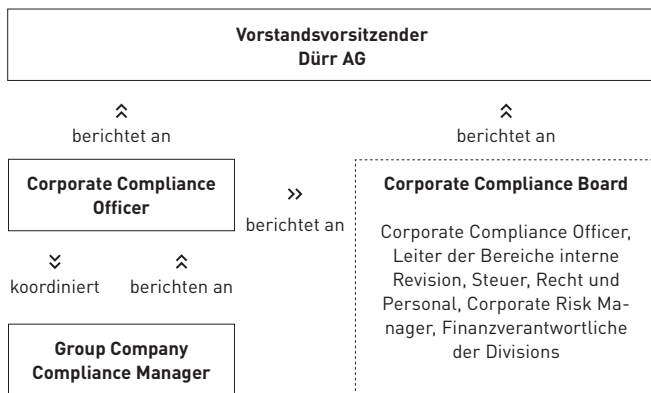 Vorstandsvorsitzender
Dürr AG
berichtet an
berichtet an
Corporate Compliance
Officer
berichtet an
Corporate Compliance Board
Corporate Compliance Officer,
Leiter der Bereiche interne
Revision, Steuer, Recht und
Personal, Corporate Risk Ma-
nager, Finanzverantwortliche
der Divisions
koordiniert
berichten an
Group Company
Compliance Manager